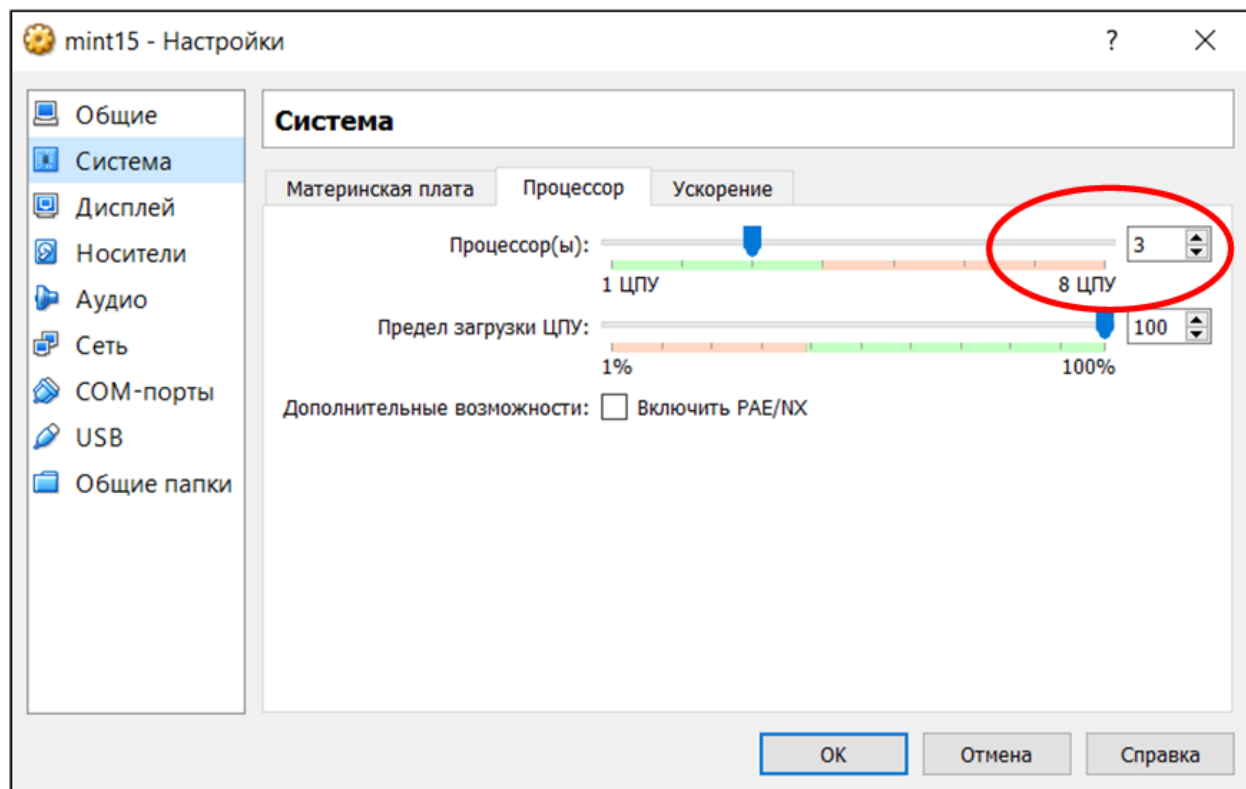 mint15 - Настройки
?
Общие
Система
Дисплей
Носители
Аудио
Сеть
COM-порты
USB
Общие папки
Система
Материнская плата
Процессор
Ускорение
Процессор(ы):
3
1 ЦПУ
8 ЦПУ
Предел загрузки ЦПУ:
100
1%
100%
Дополнительные возможности:
Включить PAE/NX
OK
Отмена
Справка